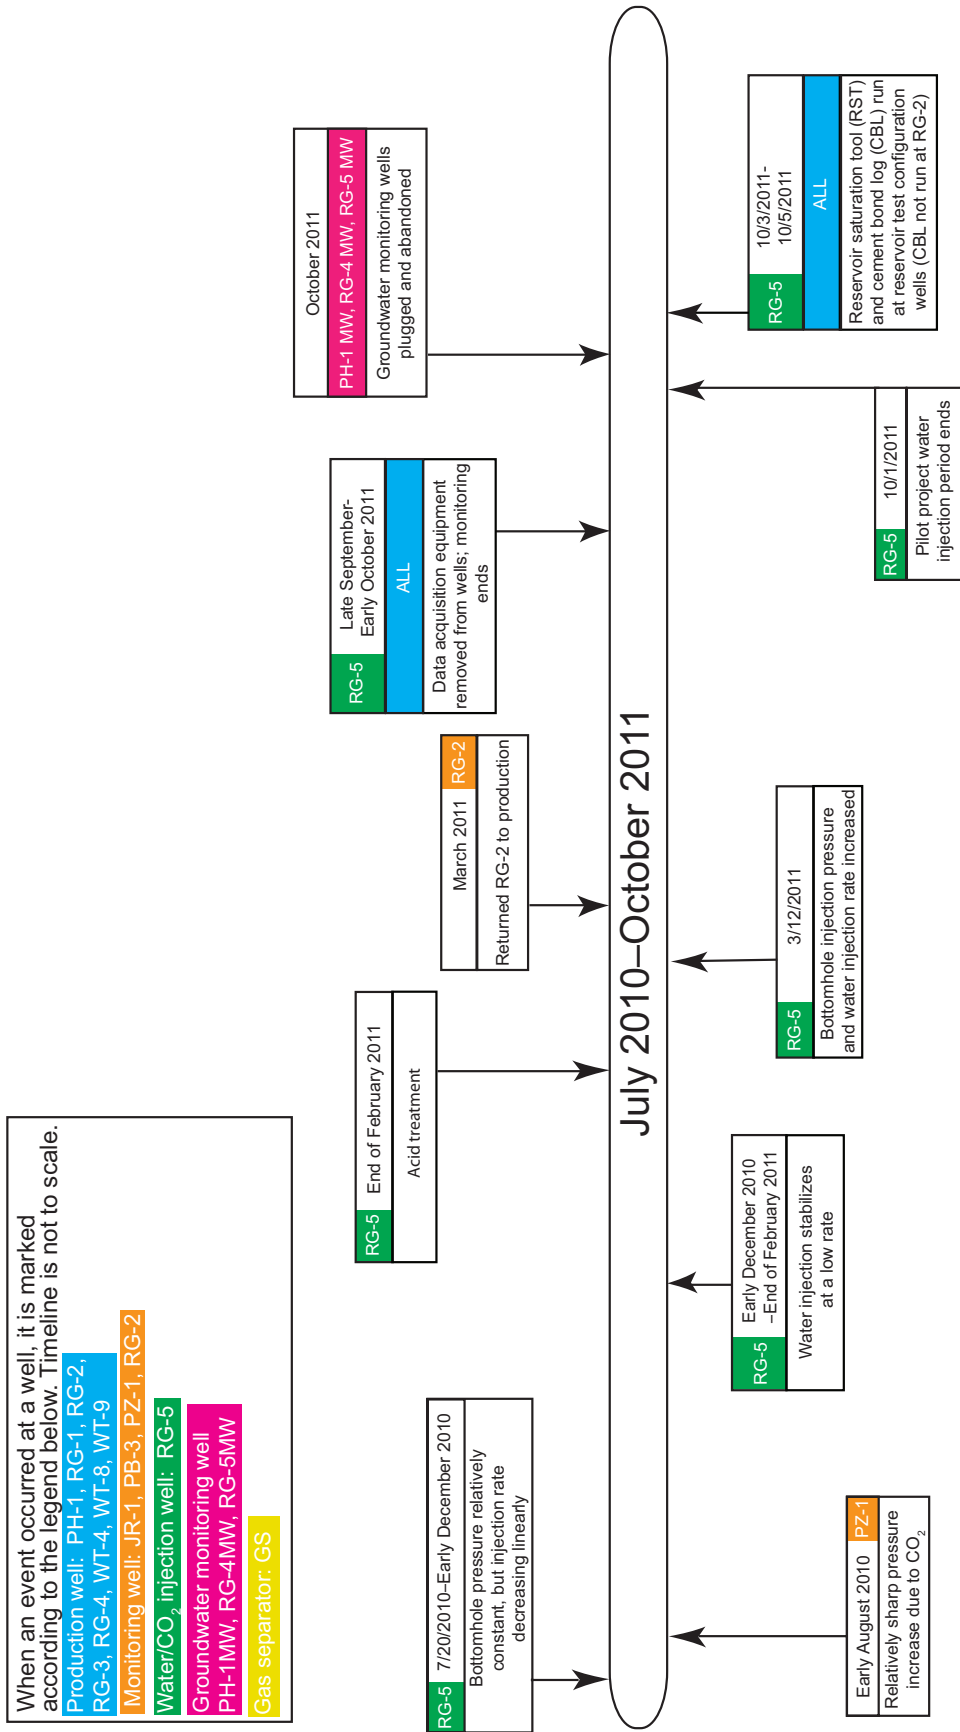 When an event occurred at a well, it is marked
according to the legend below. Timeline is not to scale.
Production well: PH-1, RG-1, RG-2,
RG-3, RG-4, WT-4, WT-8, WT-9
Monitoring well: JR-1, PB-3, PZ-1, RG-2
Water/CO2 injection well: RG-5
Groundwater monitoring well
PH-1MW, RG-4MW, RG-5MW
Gas separator: GS
RG-5 7/20/2010–Early December 2010
Bottomhole pressure relatively
constant, but injection rate
decreasing linearly
RG-5 End of February 2011
Acid treatment
March 2011 RG-2
Returned RG-2 to production
RG-5 Late September-
Early October 2011
ALL
Data acquisition equipment
removed from wells; monitoring
ends
October 2011
PH-1 MW, RG-4 MW, RG-5 MW
Groundwater monitoring wells
plugged and abandoned
July 2010–October 2011
Early August 2010 PZ-1
Relatively sharp pressure
increase due to CO2
RG-5 Early December 2010
–End of February 2011
Water injection stabilizes
at a low rate
RG-5 3/12/2011
Bottomhole injection pressure
and water injection rate increased
RG-5 10/1/2011
Pilot project water
injection period ends
RG-5 10/3/2011-
10/5/2011
ALL
Reservoir saturation tool (RST)
and cement bond log (CBL) run
at reservoir test configuration
wells (CBL not run at RG-2)